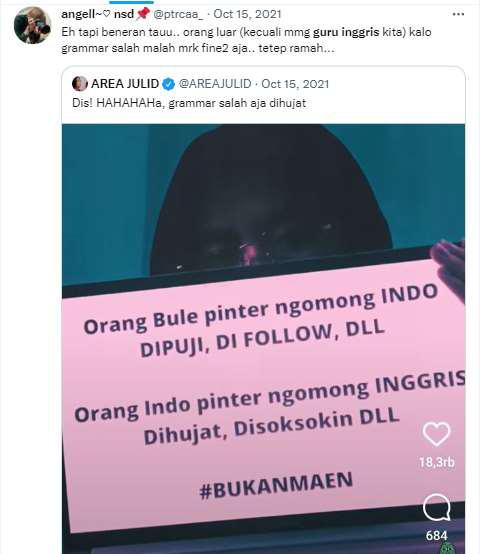 angell~♡ nsd📌 @ptrcaa_ · Oct 15, 2021
Eh tapi beneran tauu.. orang luar (kecuali mmg guru inggris kita) kalo
grammar salah malah mrk fine2 aja.. tetep ramah...
AREA JULID @AREAJULID · Oct 15, 2021
Dis! HAHAHAHa, grammar salah aja dihujat
Orang Bule pinter ngomong INDO
DIPUJI, DI FOLLOW, DLL
Orang Indo pinter ngomong INGGRIS
Dihujat, Disoksokin DLL
#BUKANMAEN
18,3rb
684